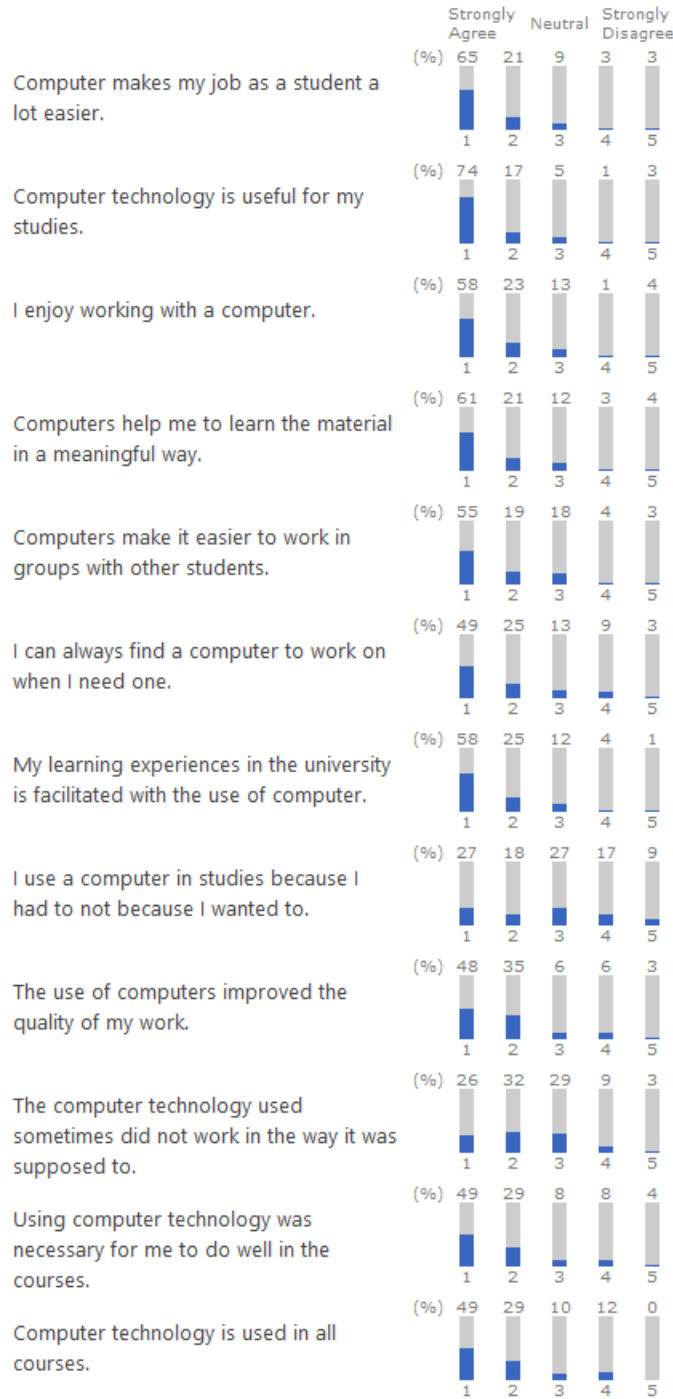 Strongly Agree Neutral Strongly Disagree
(%) 65 21 9 3 3
Computer makes my job as a student a
lot easier.
1 2 3 4 5
(%) 74 17 5 1 3
Computer technology is useful for my
studies.
1 2 3 4 5
(%) 58 23 13 1 4
I enjoy working with a computer.
1 2 3 4 5
(%) 61 21 12 3 4
Computers help me to learn the material
in a meaningful way.
1 2 3 4 5
(%) 55 19 18 4 3
Computers make it easier to work in
groups with other students.
1 2 3 4 5
(%) 49 25 13 9 3
I can always find a computer to work on
when I need one.
1 2 3 4 5
(%) 58 25 12 4 1
My learning experiences in the university
is facilitated with the use of computer.
1 2 3 4 5
(%) 27 18 27 17 9
I use a computer in studies because I
had to not because I wanted to.
1 2 3 4 5
(%) 48 35 6 6 3
The use of computers improved the
quality of my work.
1 2 3 4 5
(%) 26 32 29 9 3
The computer technology used
sometimes did not work in the way it was
supposed to.
1 2 3 4 5
(%) 49 29 8 8 4
Using computer technology was
necessary for me to do well in the
courses.
1 2 3 4 5
(%) 49 29 10 12 0
Computer technology is used in all
courses.
1 2 3 4 5